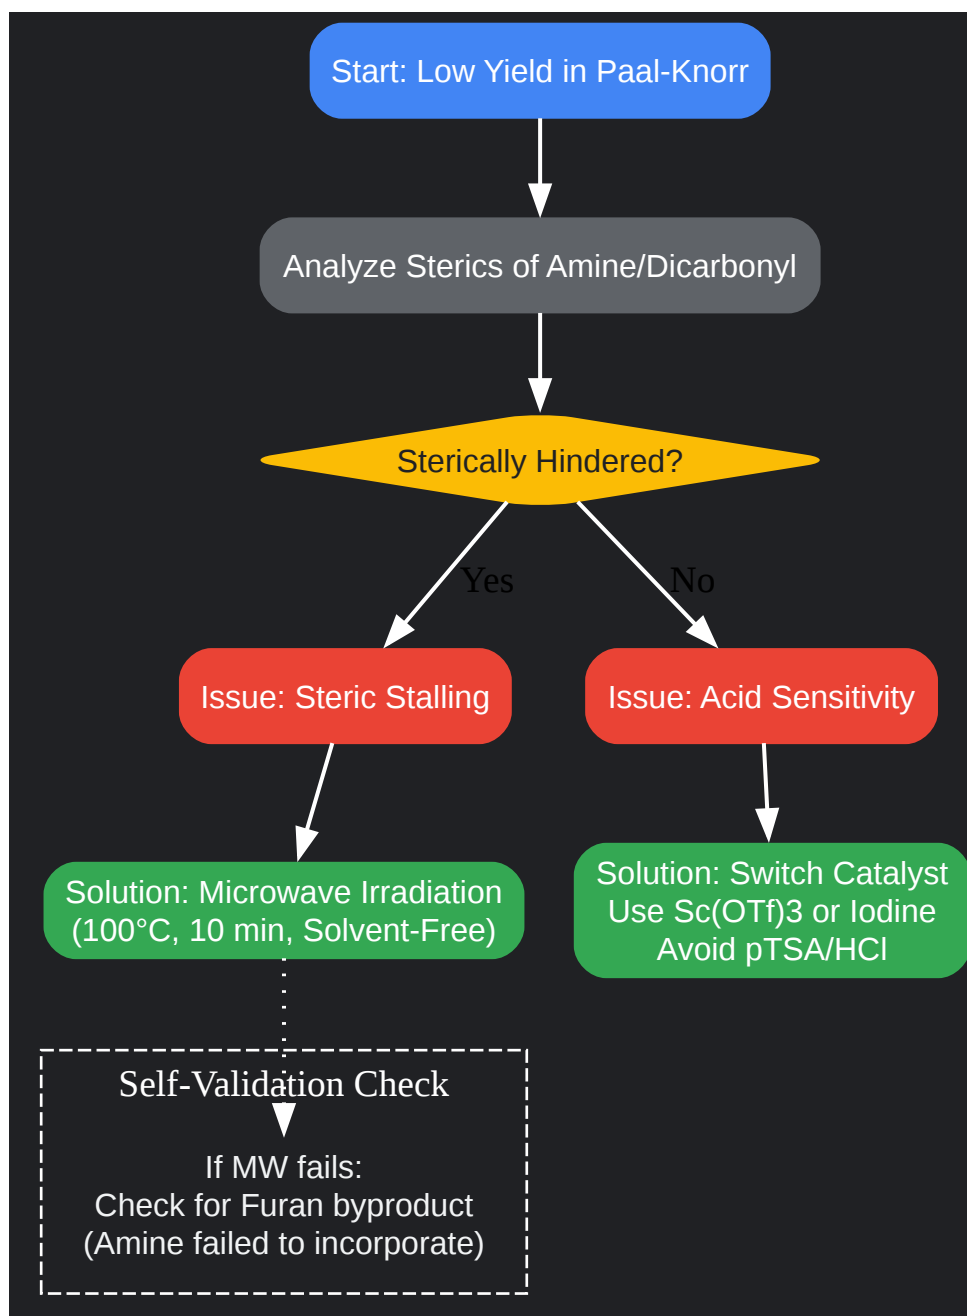 Start: Low Yield in Paal-Knorr
Analyze Sterics of Amine/Dicarbonyl
Sterically Hindered?
Yes
No
Issue: Steric Stalling
Issue: Acid Sensitivity
Solution: Microwave Irradiation
(100°C, 10 min, Solvent-Free)
Solution: Switch Catalyst
Use Sc(OTf)3 or Iodine
Avoid pTSA/HCl
Self-Validation Check
If MW fails:
Check for Furan byproduct
(Amine failed to incorporate)